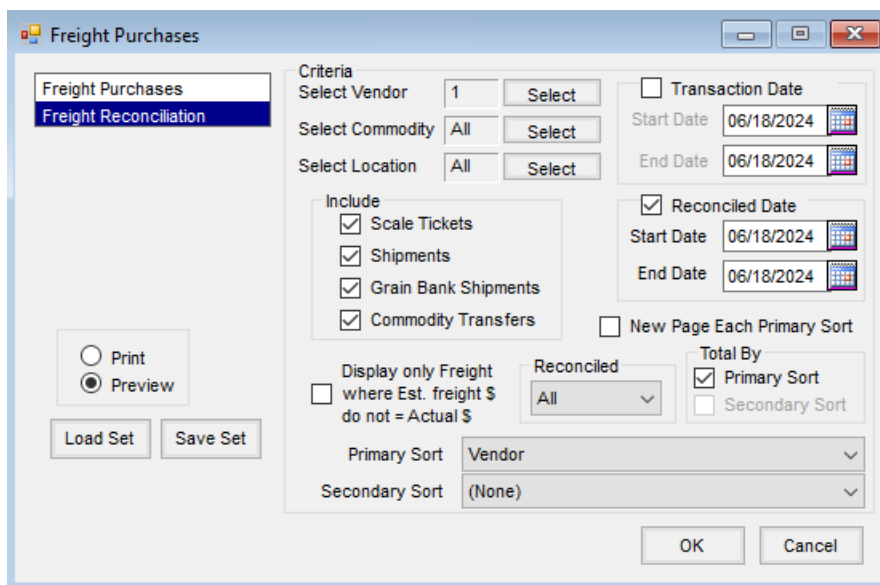 Freight Purchases
Freight Purchases
Freight Reconciliation
Criteria
Select Vendor 1 Select
Select Commodity All Select
Select Location All Select
Transaction Date
Start Date 06/18/2024
End Date 06/18/2024
Include
Scale Tickets
Shipments
Grain Bank Shipments
Commodity Transfers
Reconciled Date
Start Date 06/18/2024
End Date 06/18/2024
New Page Each Primary Sort
Print
Preview
Load Set Save Set
Display only Freight
where Est. freight $
do not = Actual $
Reconciled
All
Total By
Primary Sort
Secondary Sort
Primary Sort Vendor
Secondary Sort (None)
OK Cancel